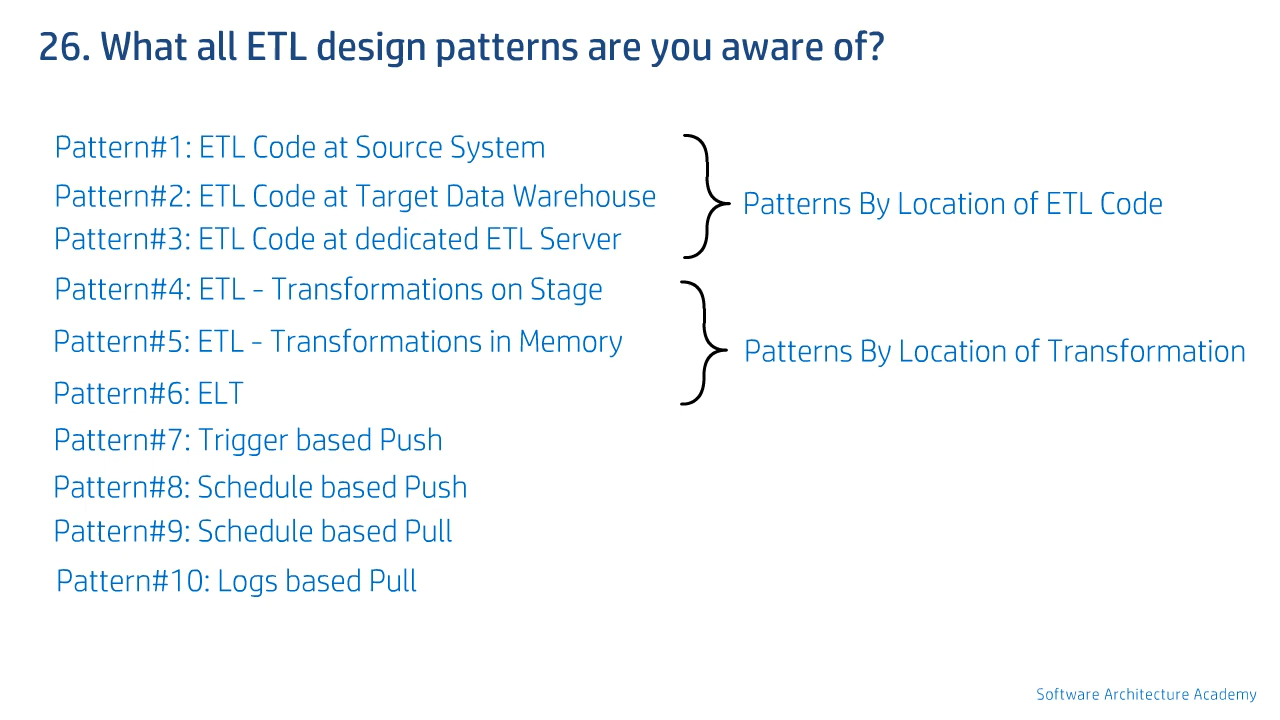 26. What all ETL design patterns are you aware of?
Pattern#1: ETL Code at Source System
Pattern#2: ETL Code at Target Data Warehouse
Pattern#3: ETL Code at dedicated ETL Server
Patterns By Location of ETL Code
Pattern#4: ETL - Transformations on Stage
Pattern#5: ETL - Transformations in Memory
Pattern#6: ELT
Patterns By Location of Transformation
Pattern#7: Trigger based Push
Pattern#8: Schedule based Push
Pattern#9: Schedule based Pull
Pattern#10: Logs based Pull
Software Architecture Academy